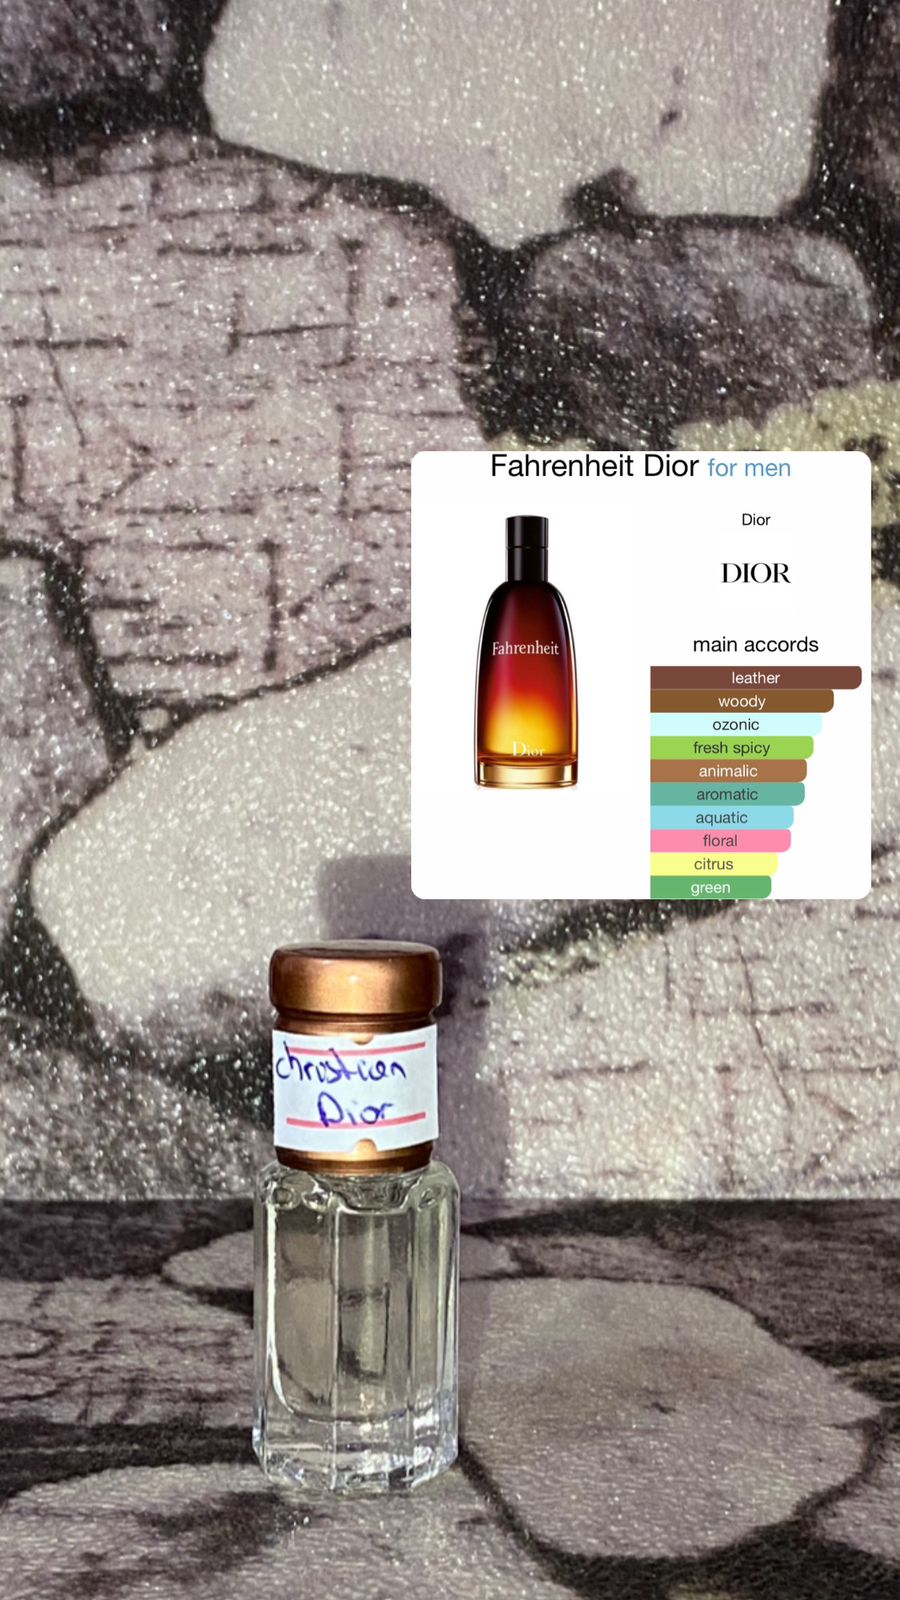 Fahrenheit Dior for men
Dior
DIOR
main accords
Fahrenheit
Dior
leather
woody
ozonic
fresh spicy
animalic
aromatic
aquatic
floral
citrus
green
christian
Dior